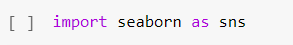 [ ] import seaborn as sns